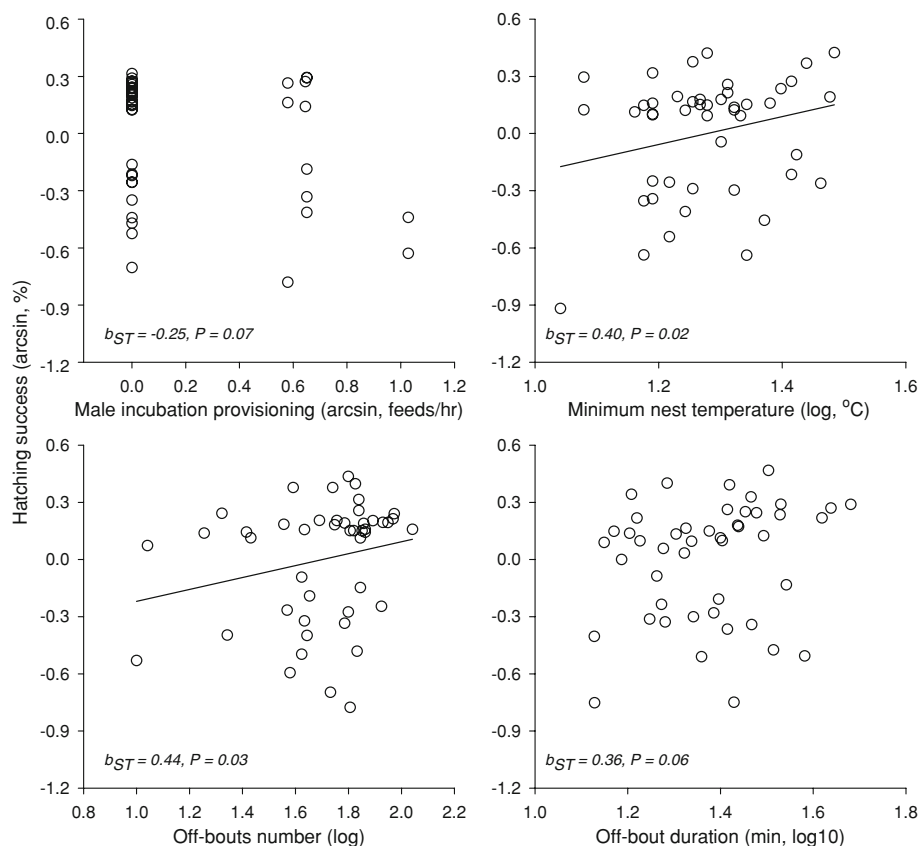 0.6
0.3
0.0
-0.3
-0.6
-0.9
-1.2
b_ST = -0.25, P = 0.07
0.0 0.2 0.4 0.6 0.8 1.0 1.2
Male incubation provisioning (arcsin, feeds/hr)
0.6
0.3
0.0
-0.3
-0.6
-0.9
-1.2
b_ST = 0.40, P = 0.02
1.0 1.2 1.4 1.6
Minimum nest temperature (log, °C)
Hatching success (arcsin, %)
0.6
0.3
0.0
-0.3
-0.6
-0.9
-1.2
b_ST = 0.44, P = 0.03
0.8 1.0 1.2 1.4 1.6 1.8 2.0 2.2
Off-bouts number (log)
0.6
0.3
0.0
-0.3
-0.6
-0.9
-1.2
b_ST = 0.36, P = 0.06
1.0 1.2 1.4 1.6 1.8
Off-bout duration (min, log10)